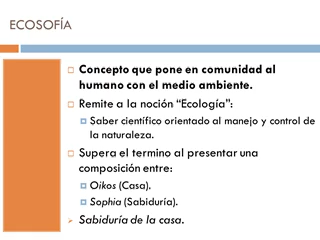 ECOSOFÍA
Concepto que pone en comunidad al
humano con el medio ambiente.
Remite a la noción “Ecología”:
Saber científico orientado al manejo y control de
la naturaleza.
Supera el termino al presentar una
composición entre:
Oikos (Casa).
Sophia (Sabiduría).
Sabiduría de la casa.